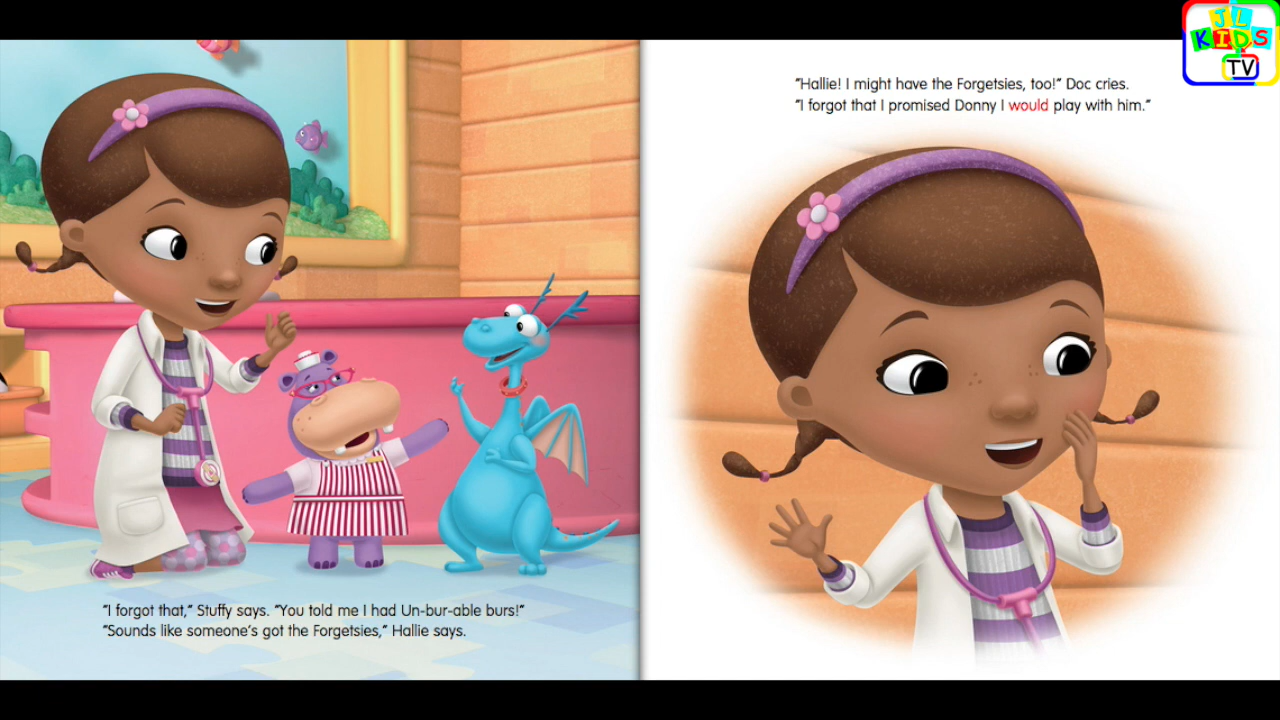 "I forgot that," Stuffy says. "You told me I had Un-bur-able burs!"
"Sounds like someone's got the Forgetsies," Hallie says.
"Hallie! I might have the Forgetsies, too!" Doc cries.
"I forgot that I promised Donny I would play with him."
JL
KIDS
TV